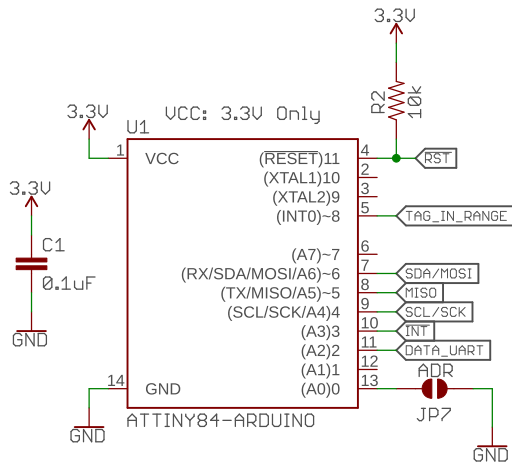 3.3V
3.3V
VCC: 3.3V Only
R2
10k
U1
1
VCC
(RESET)11
4
RST
(XTAL1)10
2
(XTAL2)9
3
(INT0)~8
5
TAG_IN_RANGE
3.3V
C1
0.1uF
GND
(A7)~7
6
(RX/SDA/MOSI/A6)~6
7
SDA/MOSI
(TX/MISO/A5)~5
8
MISO
(SCL/SCK/A4)4
9
SCL/SCK
(A3)3
10
INT
(A2)2
11
DATA_UART
(A1)1
12
ADR
14
GND
(A0)0
13
JP7
ATTINY84-ARDUINO
GND
GND